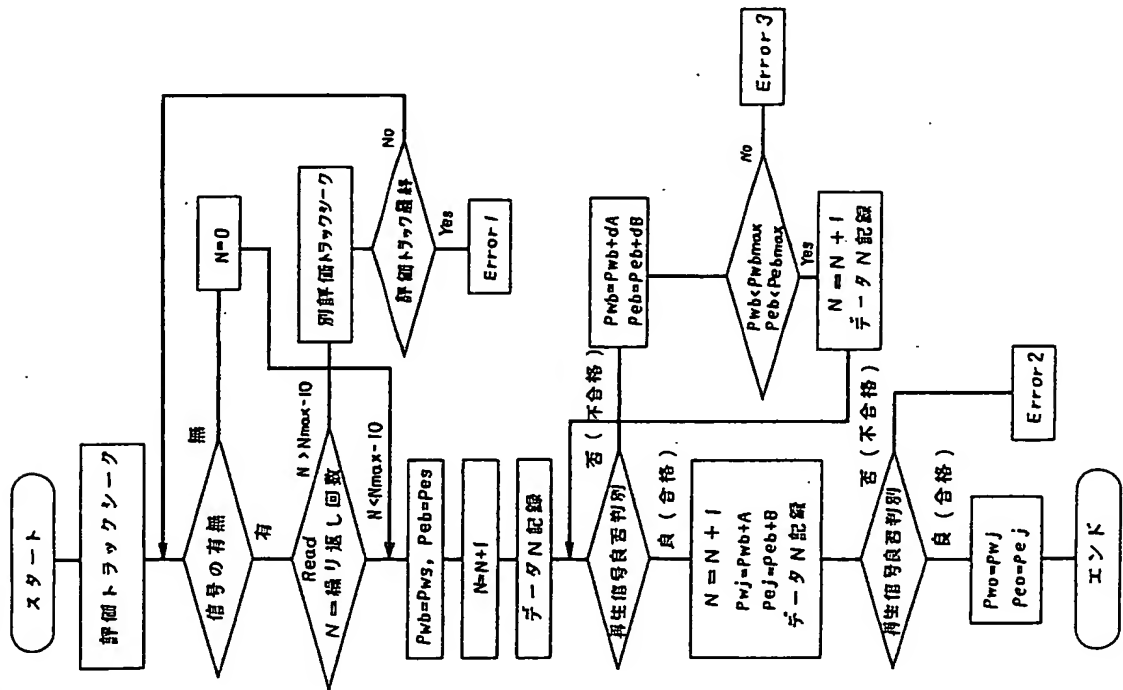 スタート
評価トラックシーク
信号の有無
無
N=0
有
Read
N=繰り返し回数
N>Nmax-10
別評価トラックシーク
評価トラック最終
No
Yes
Error1
N<Nmax-10
Pwb=Pws, Peb=Pes
N=N+1
データN記録
再生信号良否判別
否(不合格)
Pwb=Pwb+dA
Peb=Peb+dB
Pwb<Pwbmax
Peb<Pebmax
No
Error3
Yes
N=N+1
データN記録
良(合格)
N=N+1
Pwj=Pwb+A
Pej=Peb+B
データN記録
再生信号良否判別
否(不合格)
Error2
良(合格)
Pwo=Pwj
Peo=Pej
エンド